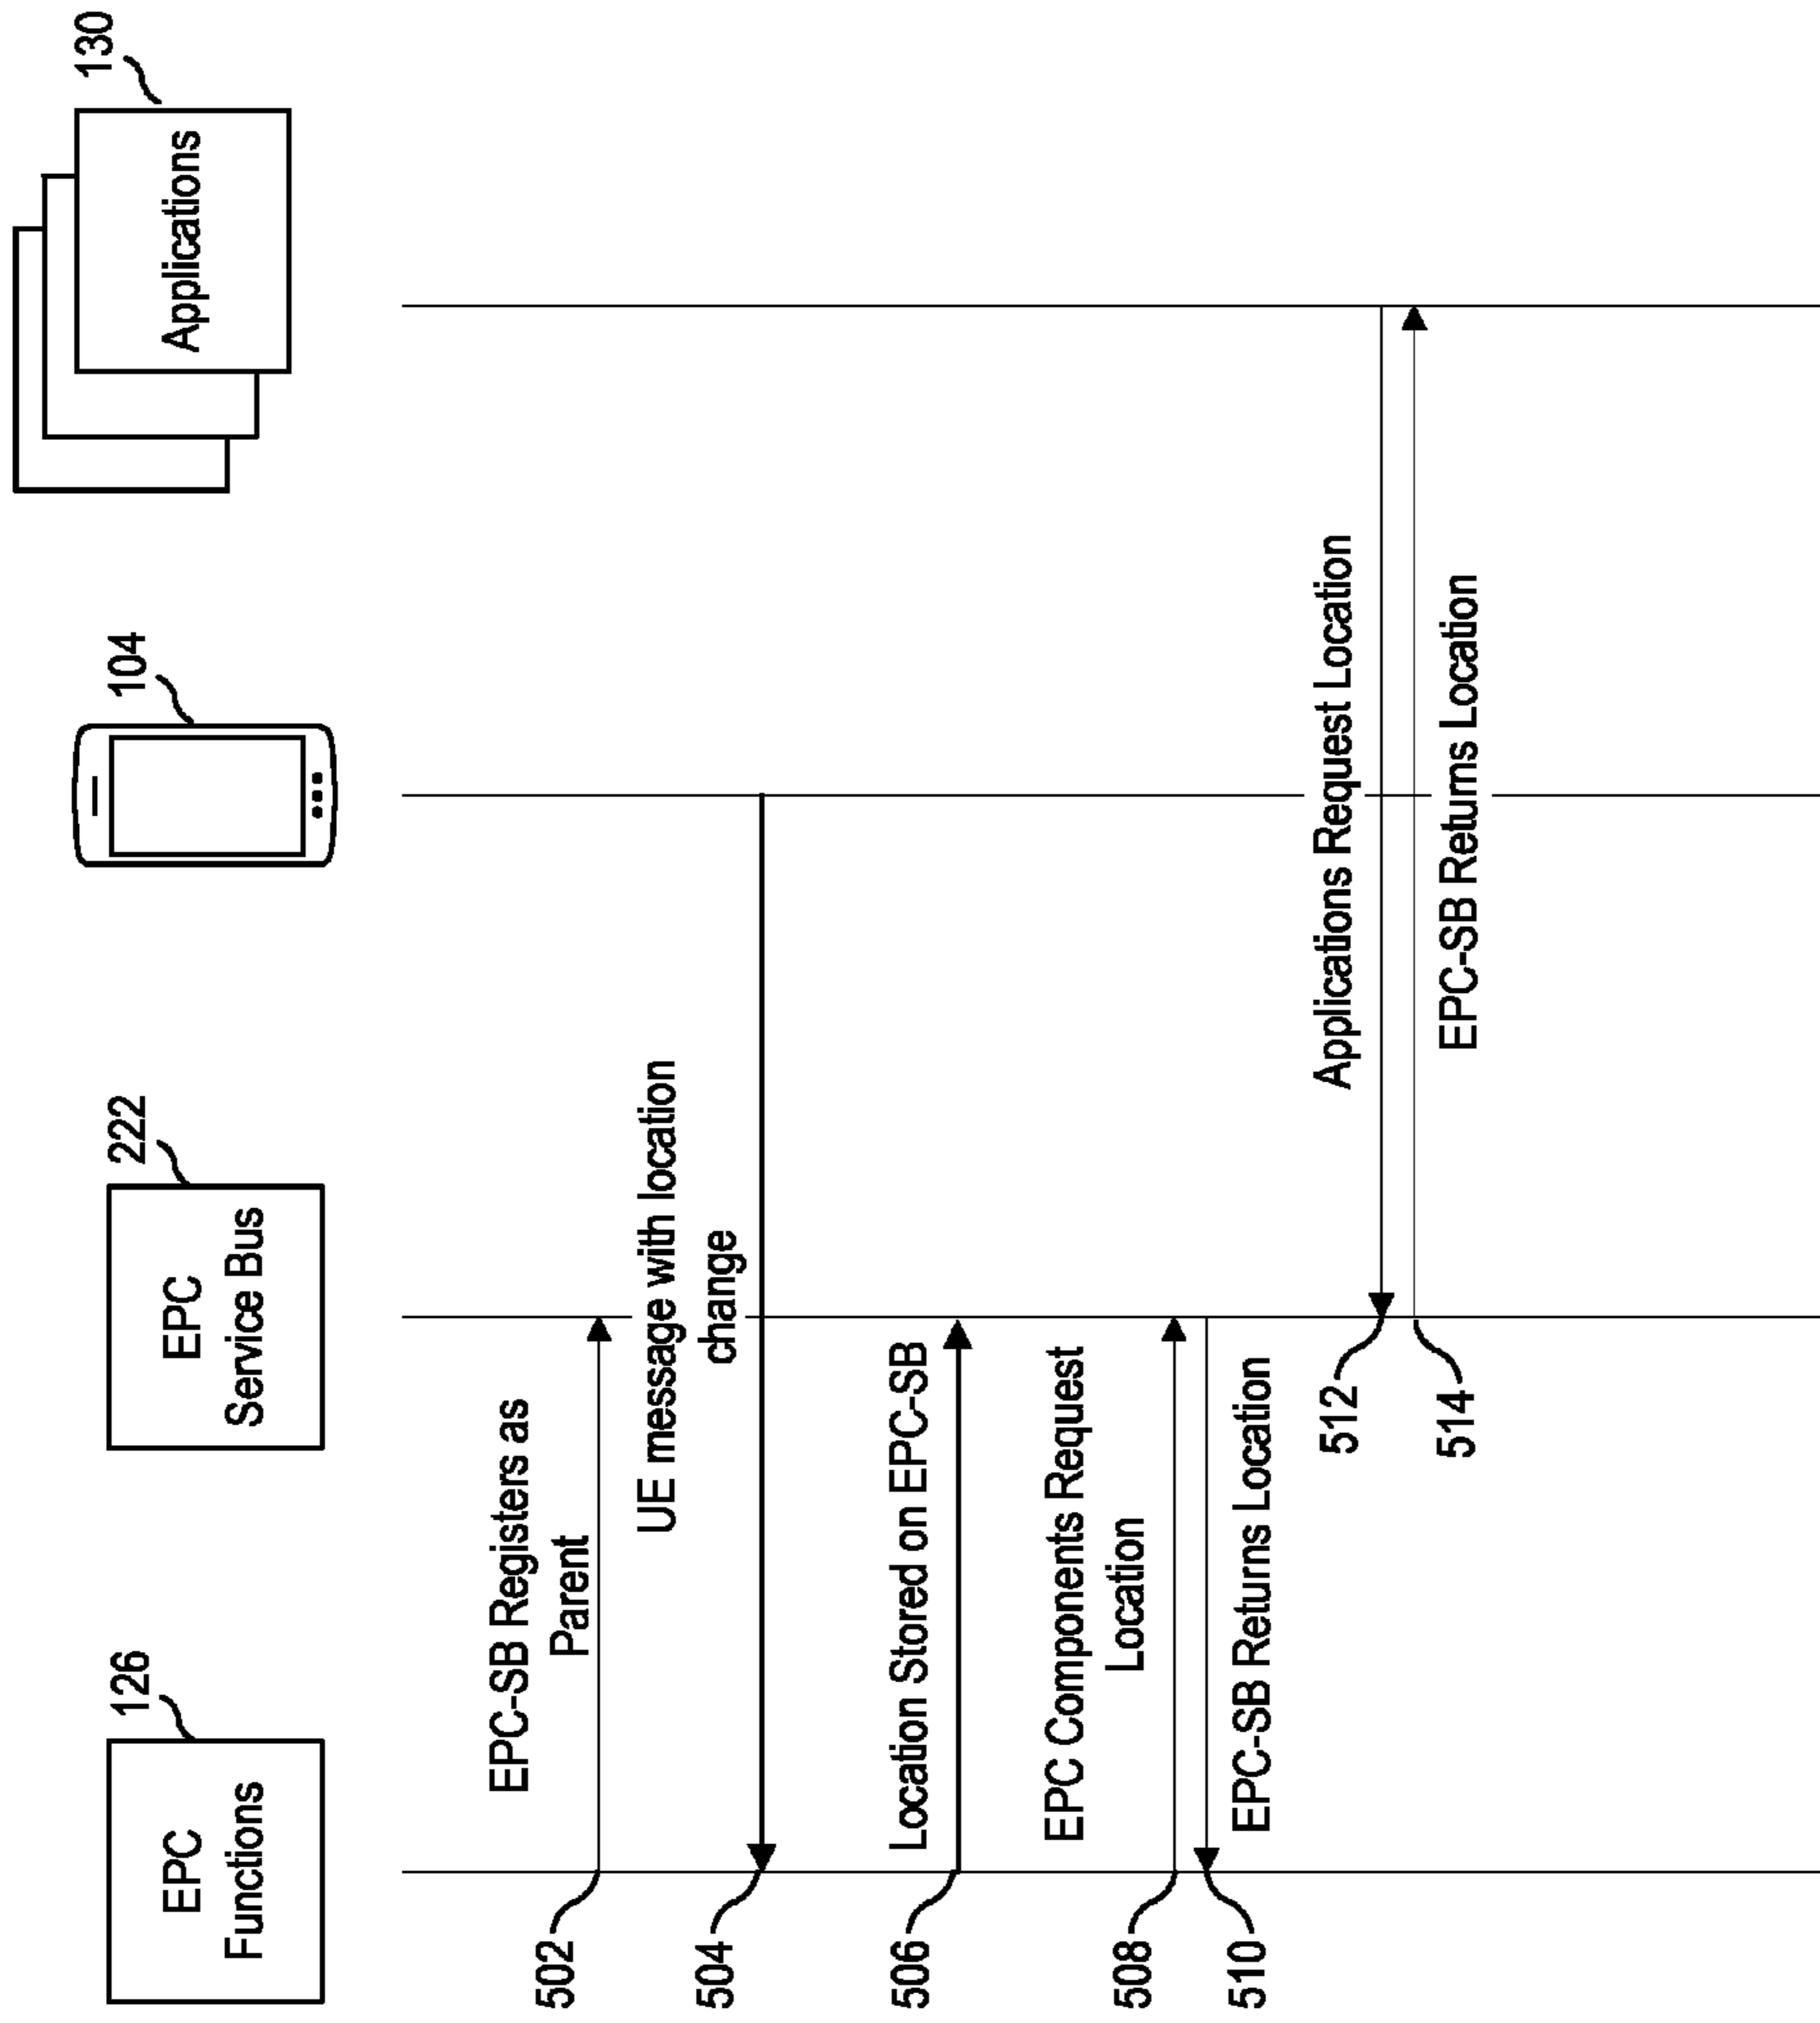 EPC
Functions
126
EPC
Service Bus
222
104
Applications
130
EPC-SB Registers as
Parent
502
UE message with location
change
504
Location Stored on EPC-SB
506
EPC Components Request
Location
508
510
EPC-SB Returns Location
Applications Request Location
512
514
EPC-SB Returns Location